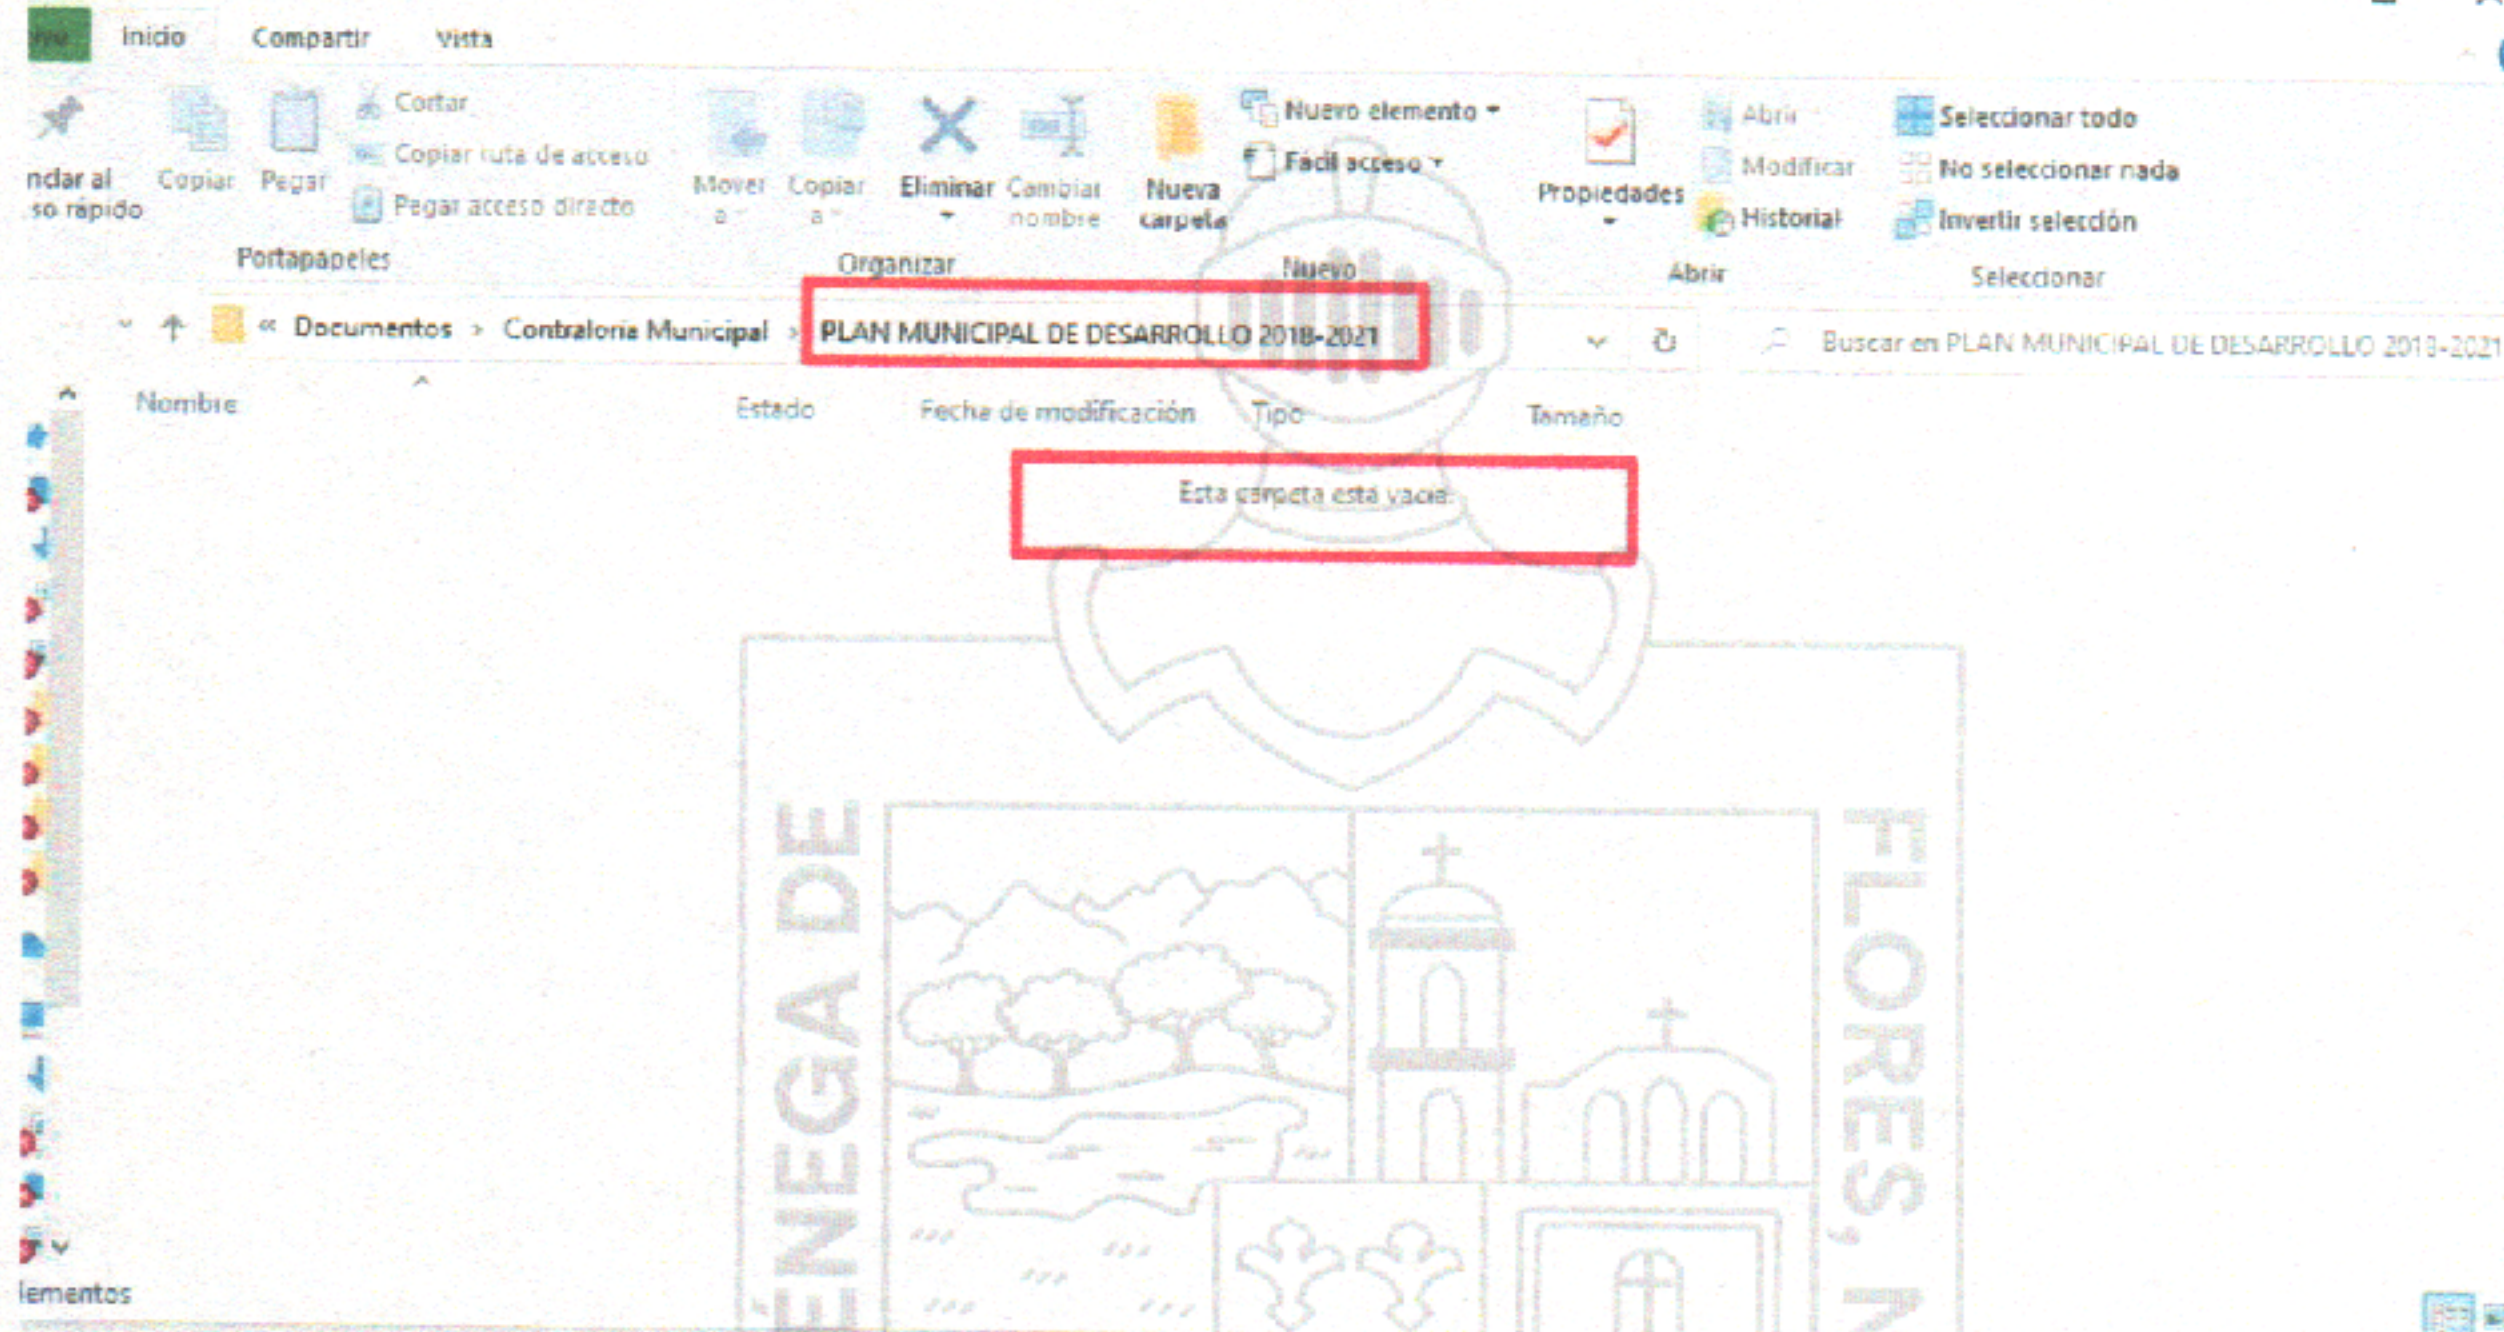 Inicio Compartir Vista
Cortar
Copiar ruta de acceso
Pegar acceso directo
nclar al
so rápido
Copiar Pegar
Mover
a
Copiar
a
Eliminar
Cambiar
nombre
Nueva
carpeta
Nuevo elemento
Fácil acceso
Propiedades
Abrir
Modificar
Historial
Seleccionar todo
No seleccionar nada
Invertir selección
Portapapeles Organizar Nuevo Abrir Seleccionar
« Documentos > Contraloria Municipal > PLAN MUNICIPAL DE DESARROLLO 2018-2021
Buscar en PLAN MUNICIPAL DE DESARROLLO 2018-2021
Nombre Estado Fecha de modificación Tipo Tamaño
Esta carpeta está vacía.
ÉNEGA DE
FLORES, N
lementos